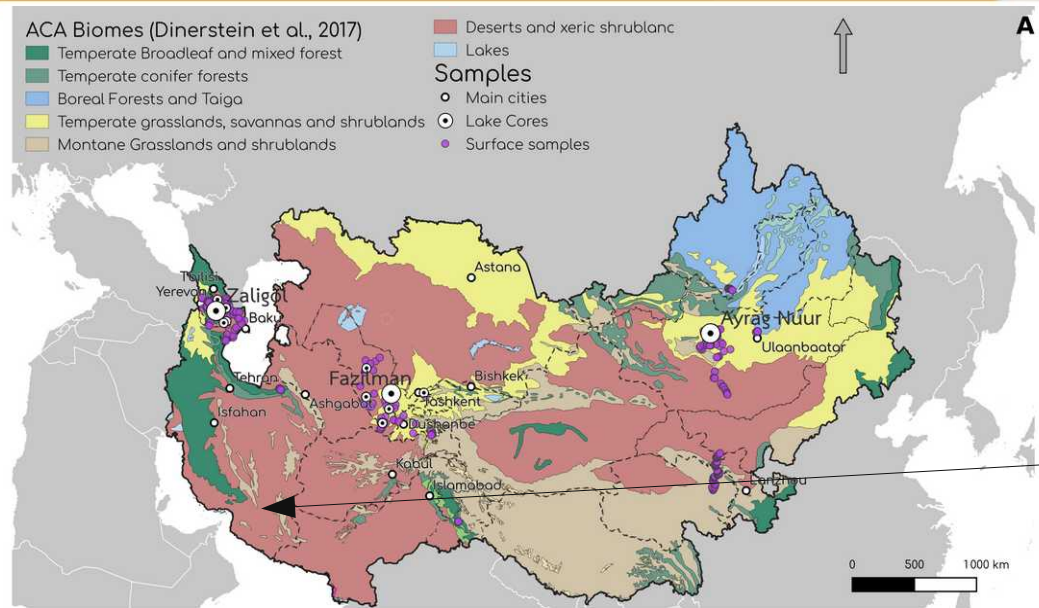 ACA Biomes (Dinerstein et al., 2017)
Temperate Broadleaf and mixed forest
Temperate conifer forests
Boreal Forests and Taiga
Temperate grasslands, savannas and shrublands
Montane Grasslands and shrublands
Deserts and xeric shrublanc
Lakes
Samples
Main cities
Lake Cores
Surface samples
A
Astana
Tbilisi
Yerevan
Zaligol
Baku
Ayrag Nuur
Ulaanbaatar
Tehran
Fazilman
Bishkek
Ashgabat
Tashkent
Isfahan
Dushanbe
Kabul
Islamabad
Lanzhou
0 500 1000 km